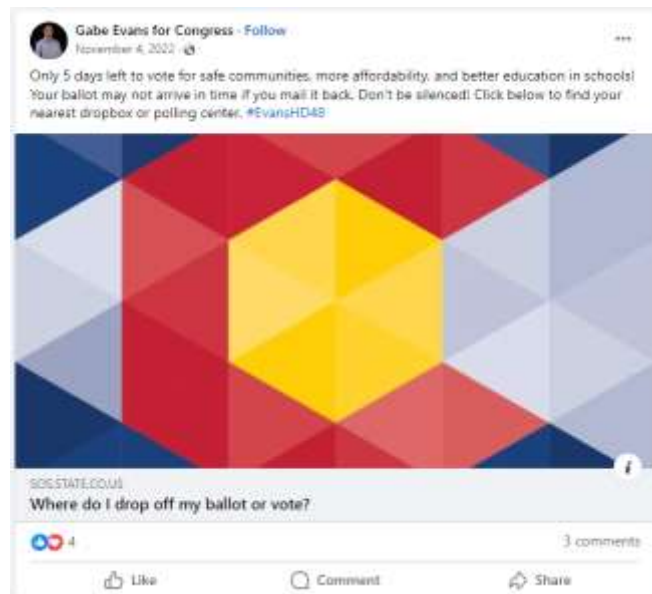 Gabe Evans for Congress · Follow
November 4, 2022 ·
Only 5 days left to vote for safe communities, more affordability, and better education in schools!
Your ballot may not arrive in time if you mail it back. Don't be silenced! Click below to find your
nearest dropbox or polling center. #EvansHD48
i
SOS.STATE.CO.US
Where do I drop off my ballot or vote?
4
3 comments
Like
Comment
Share